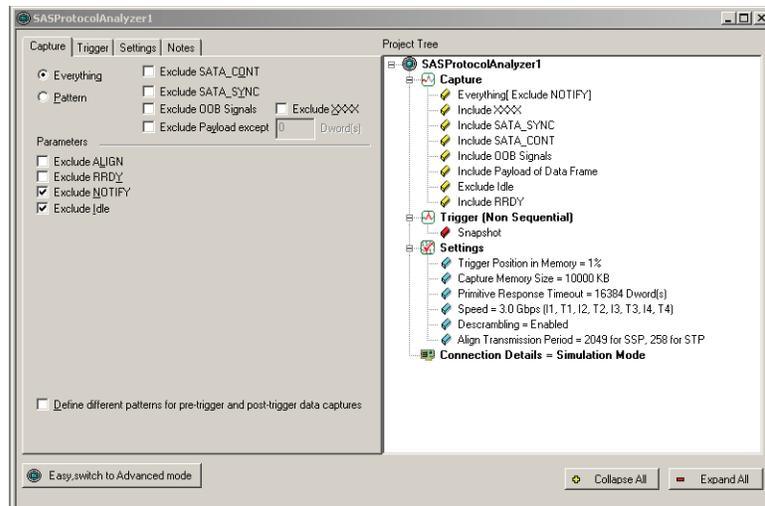 SASProtocolAnalyzer1
Capture
Trigger
Settings
Notes
Everything
Pattern
Exclude SATA_CONT
Exclude SATA_SYNC
Exclude OOB Signals
Exclude XXXX
Exclude Payload except
0
Dword(s)
Parameters
Exclude ALIGN
Exclude RRDY
Exclude NOTIFY
Exclude Idle
Define different patterns for pre-trigger and post-trigger data captures
Easy,switch to Advanced mode
Project Tree
SASProtocolAnalyzer1
Capture
Everything[ Exclude NOTIFY]
Include XXXX
Include SATA_SYNC
Include SATA_CONT
Include OOB Signals
Include Payload of Data Frame
Exclude Idle
Include RRDY
Trigger (Non Sequential)
Snapshot
Settings
Trigger Position in Memory = 1%
Capture Memory Size = 10000 KB
Primitive Response Timeout = 16384 Dword(s)
Speed = 3.0 Gbps (I1, T1, I2, T2, I3, T3, I4, T4)
Descrambling = Enabled
Align Transmission Period = 2049 for SSP, 258 for STP
Connection Details = Simulation Mode
Collapse All
Expand All